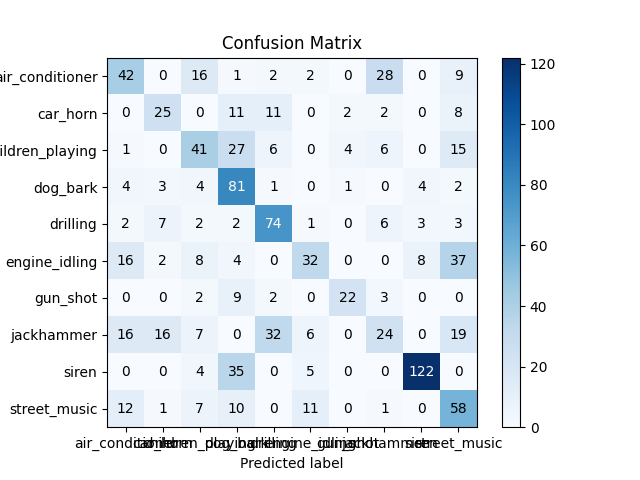 Confusion Matrix
air_conditioner 42 0 16 1 2 2 0 28 0 9
car_horn 0 25 0 11 11 0 2 2 0 8
ildren_playing 1 0 41 27 6 0 4 6 0 15
dog_bark 4 3 4 81 1 0 1 0 4 2
drilling 2 7 2 2 74 1 0 6 3 3
engine_idling 16 2 8 4 0 32 0 0 8 37
gun_shot 0 0 2 9 2 0 22 3 0 0
jackhammer 16 16 7 0 32 6 0 24 0 19
siren 0 0 4 35 0 5 0 0 122 0
street_music 12 1 7 10 0 11 0 1 0 58
120
100
80
60
40
20
0
street_music
Predicted label